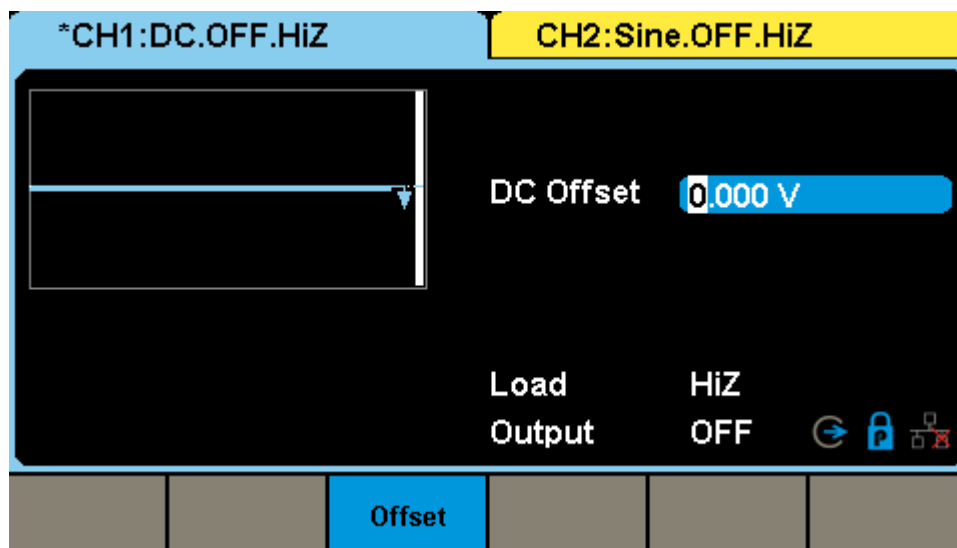 *CH1:DC.OFF.HiZ
CH2:Sine.OFF.HiZ
DC Offset 0.000 V
Load HiZ
Output OFF
Offset